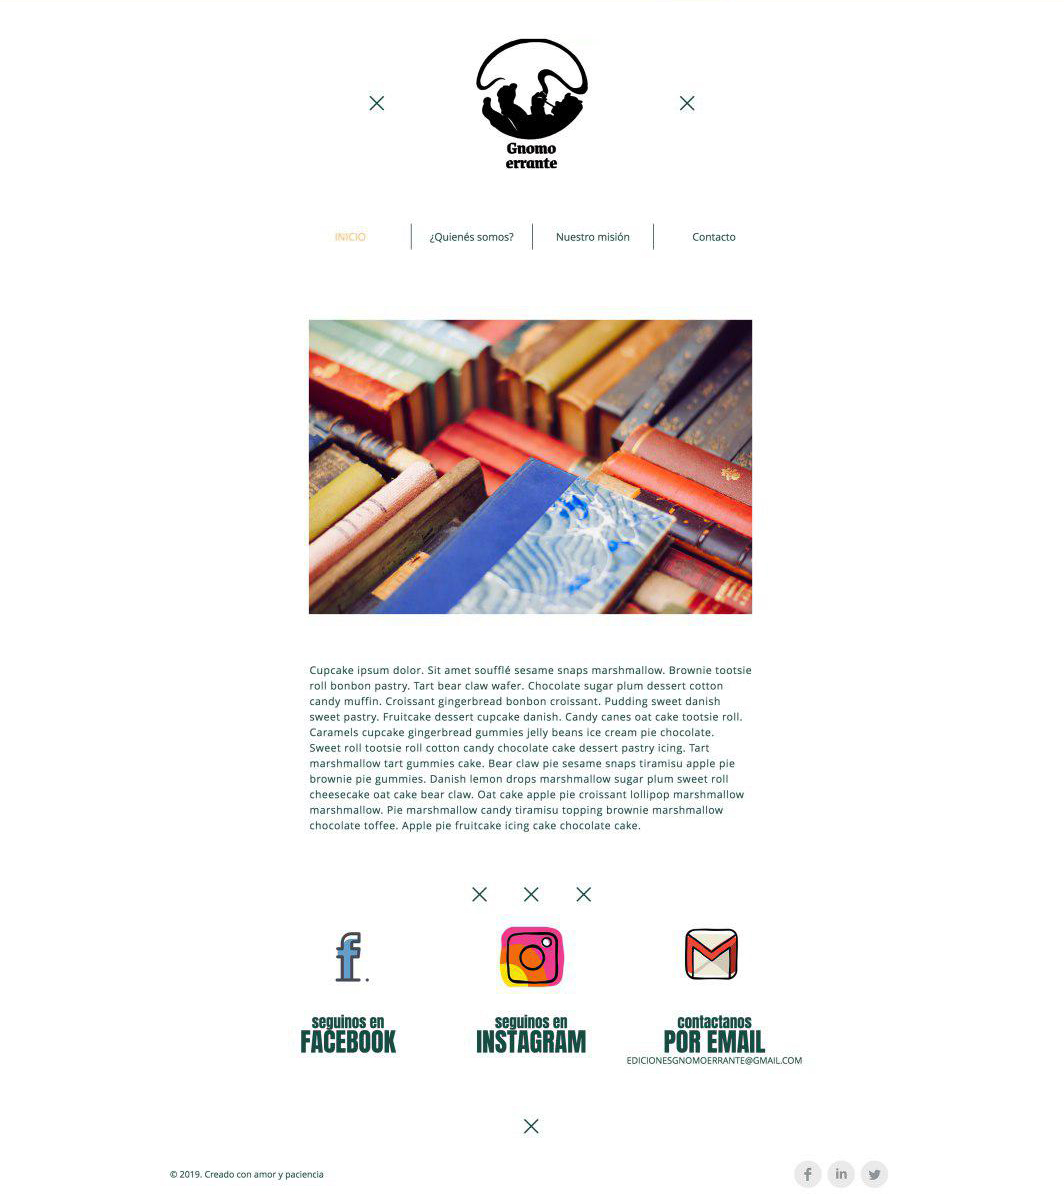 Gnomo
errante
INICIO
¿Quienés somos?
Nuestro misión
Contacto
Cupcake ipsum dolor. Sit amet soufflé sesame snaps marshmallow. Brownie tootsie
roll bonbon pastry. Tart bear claw wafer. Chocolate sugar plum dessert cotton
candy muffin. Croissant gingerbread bonbon croissant. Pudding sweet danish
sweet pastry. Fruitcake dessert cupcake danish. Candy canes oat cake tootsie roll.
Caramels cupcake gingerbread gummies jelly beans ice cream pie chocolate.
Sweet roll tootsie roll cotton candy chocolate cake dessert pastry icing. Tart
marshmallow tart gummies cake. Bear claw pie sesame snaps tiramisu apple pie
brownie pie gummies. Danish lemon drops marshmallow sugar plum sweet roll
cheesecake oat cake bear claw. Oat cake apple pie croissant lollipop marshmallow
marshmallow. Pie marshmallow candy tiramisu topping brownie marshmallow
chocolate toffee. Apple pie fruitcake icing cake chocolate cake.
seguinos en
FACEBOOK
seguinos en
INSTAGRAM
contactanos
POR EMAIL
EDICIONESGNOMOERRANTE@GMAIL.COM
© 2019. Creado con amor y paciencia